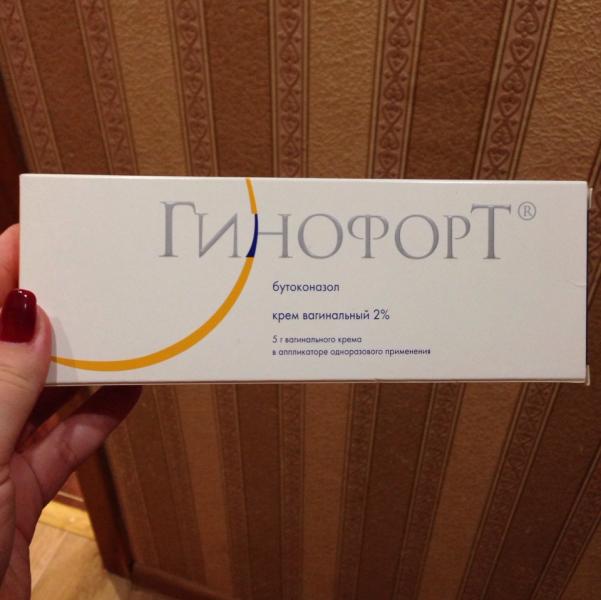 ГИНОФОРТ®
бутоконазол
крем вагинальный 2%
5 г вагинального крема
в аппликаторе одноразового применения